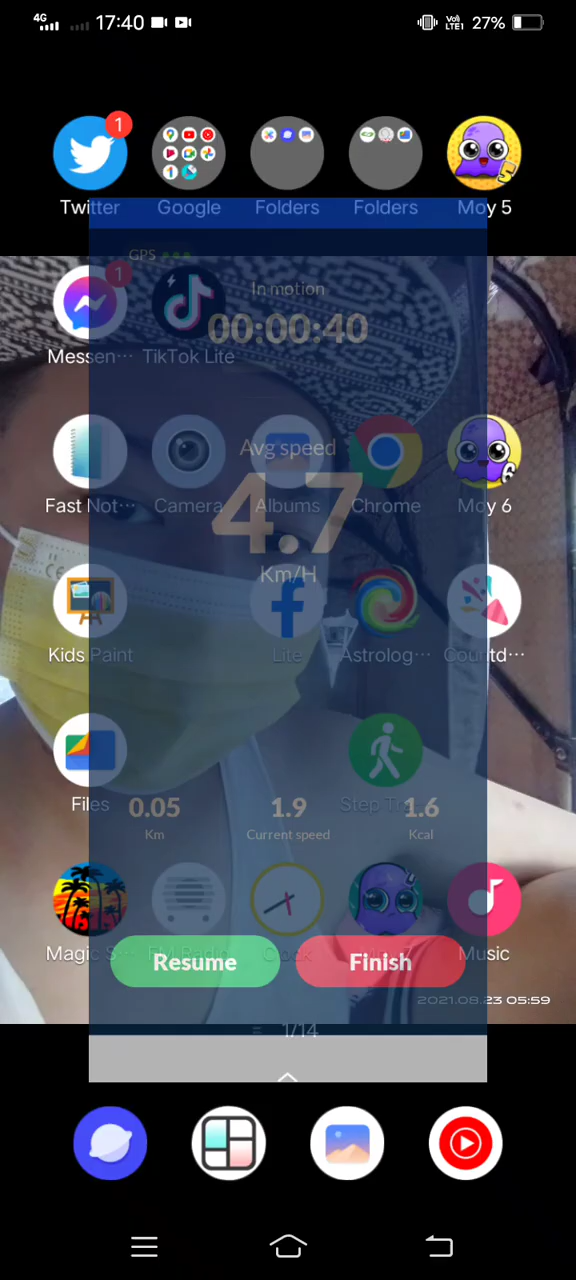 4G 17:40 VoLTE1 27%
1
Twitter Google Folders Folders Moy 5
GPS
1
In motion
00:00:40
Messen··· TikTok Lite
Avg speed
4.7
Km/H
Fast Not··· Camera Albums Chrome Moy 6
Kids Paint Lite Astrolog··· Countd···
0.05 1.9 1.6
Km Current speed Kcal
Files Step Tra
Magic S··· FM Radio Clock Music
Resume Finish
2021.08.23 05:59
1/14